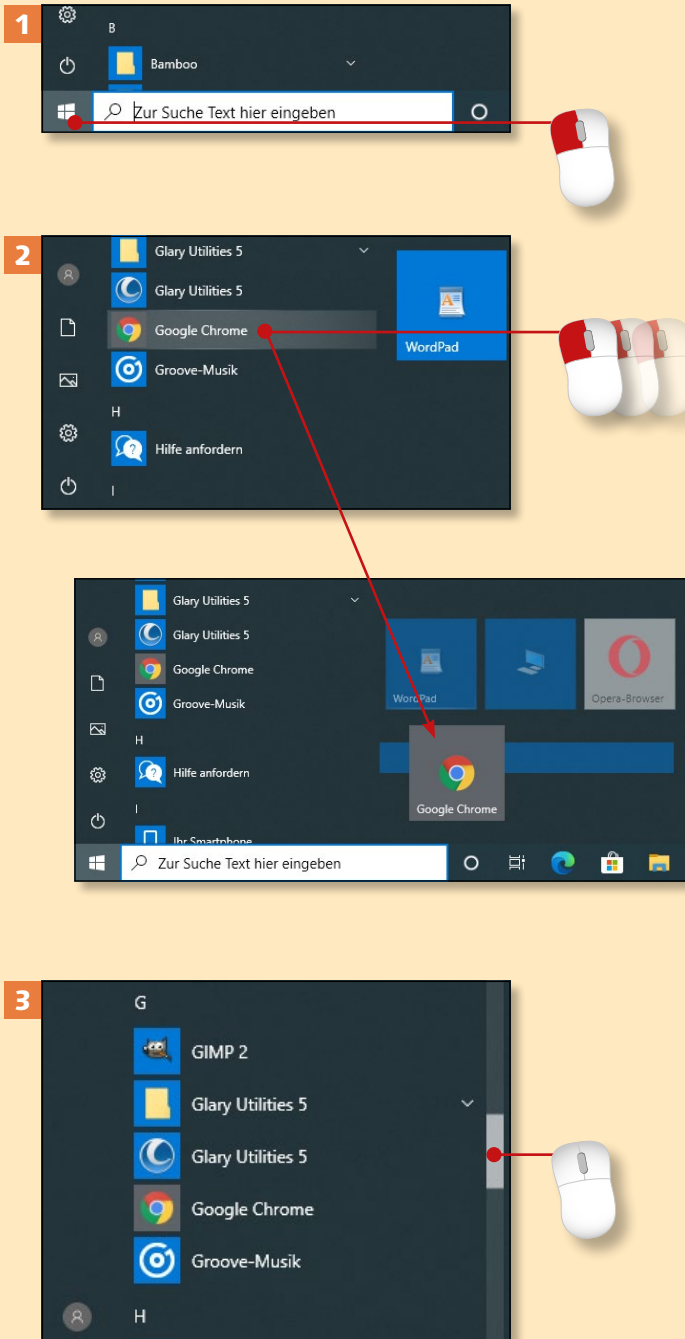 1
B
Bamboo
Zur Suche Text hier eingeben
2
Glary Utilities 5
Glary Utilities 5
Google Chrome
Groove-Musik
H
Hilfe anfordern
I
WordPad
Glary Utilities 5
Glary Utilities 5
Google Chrome
Groove-Musik
H
Hilfe anfordern
I
Ihr Smartphone
WordPad
Opera-Browser
Google Chrome
Zur Suche Text hier eingeben
3
G
GIMP 2
Glary Utilities 5
Glary Utilities 5
Google Chrome
Groove-Musik
H